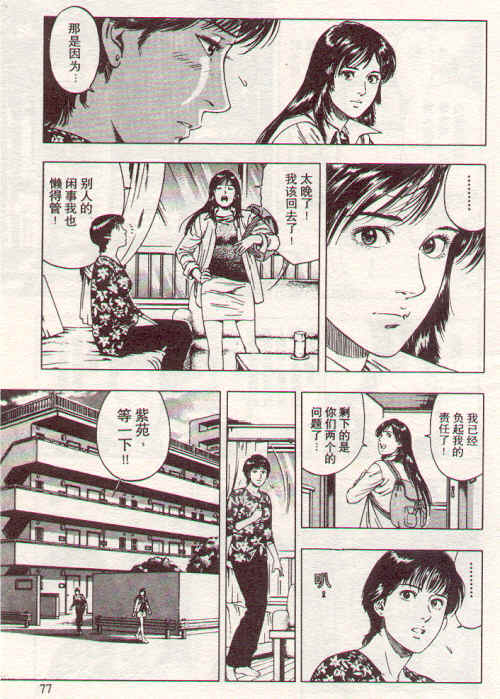 那是因为…
………
太晚了！
我该回去了！
别人的
闲事我也
懒得管！
我已经
负起我的
责任了！
剩下的是
你们两个的
问题了…
………
叭
紫苑，
等一下!!
77